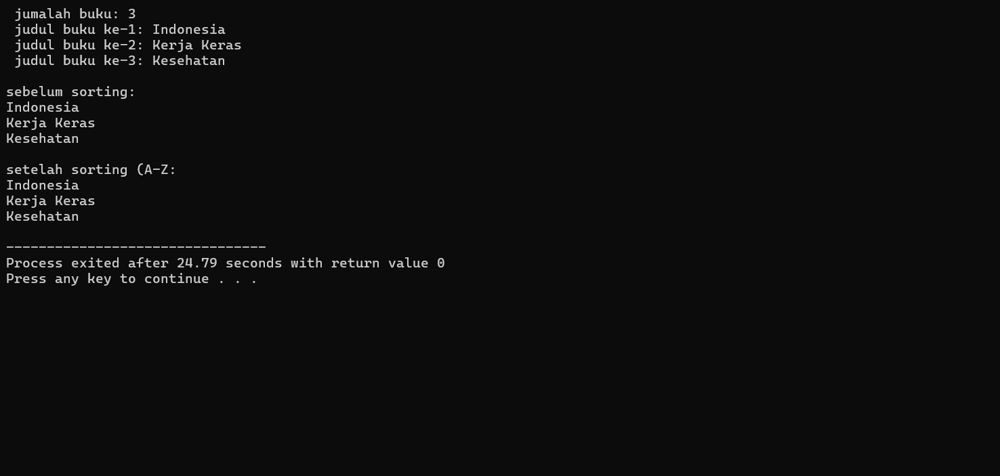 jumalah buku: 3
judul buku ke-1: Indonesia
judul buku ke-2: Kerja Keras
judul buku ke-3: Kesehatan
sebelum sorting:
Indonesia
Kerja Keras
Kesehatan
setelah sorting (A-Z:
Indonesia
Kerja Keras
Kesehatan
--------------------------------
Process exited after 24.79 seconds with return value 0
Press any key to continue . . .